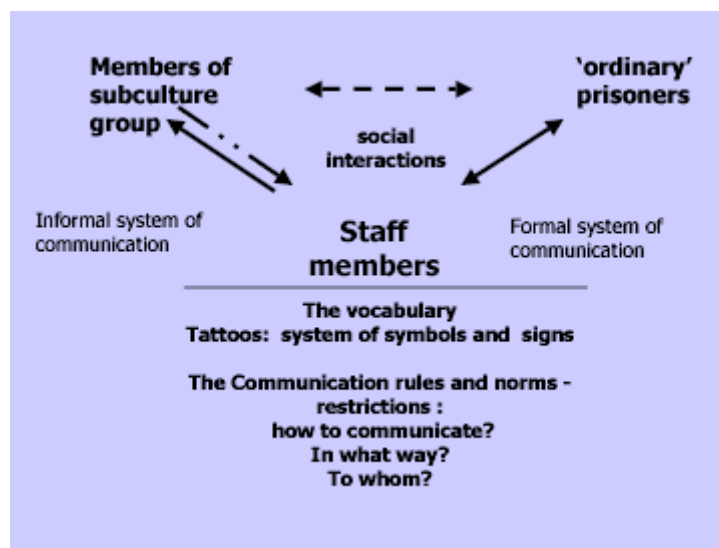 Members of
subculture
group
‘ordinary’
prisoners
social
interactions
Informal system of
communication
Staff
members
Formal system of
communication
The vocabulary
Tattoos: system of symbols and signs
The Communication rules and norms -
restrictions :
how to communicate?
In what way?
To whom?